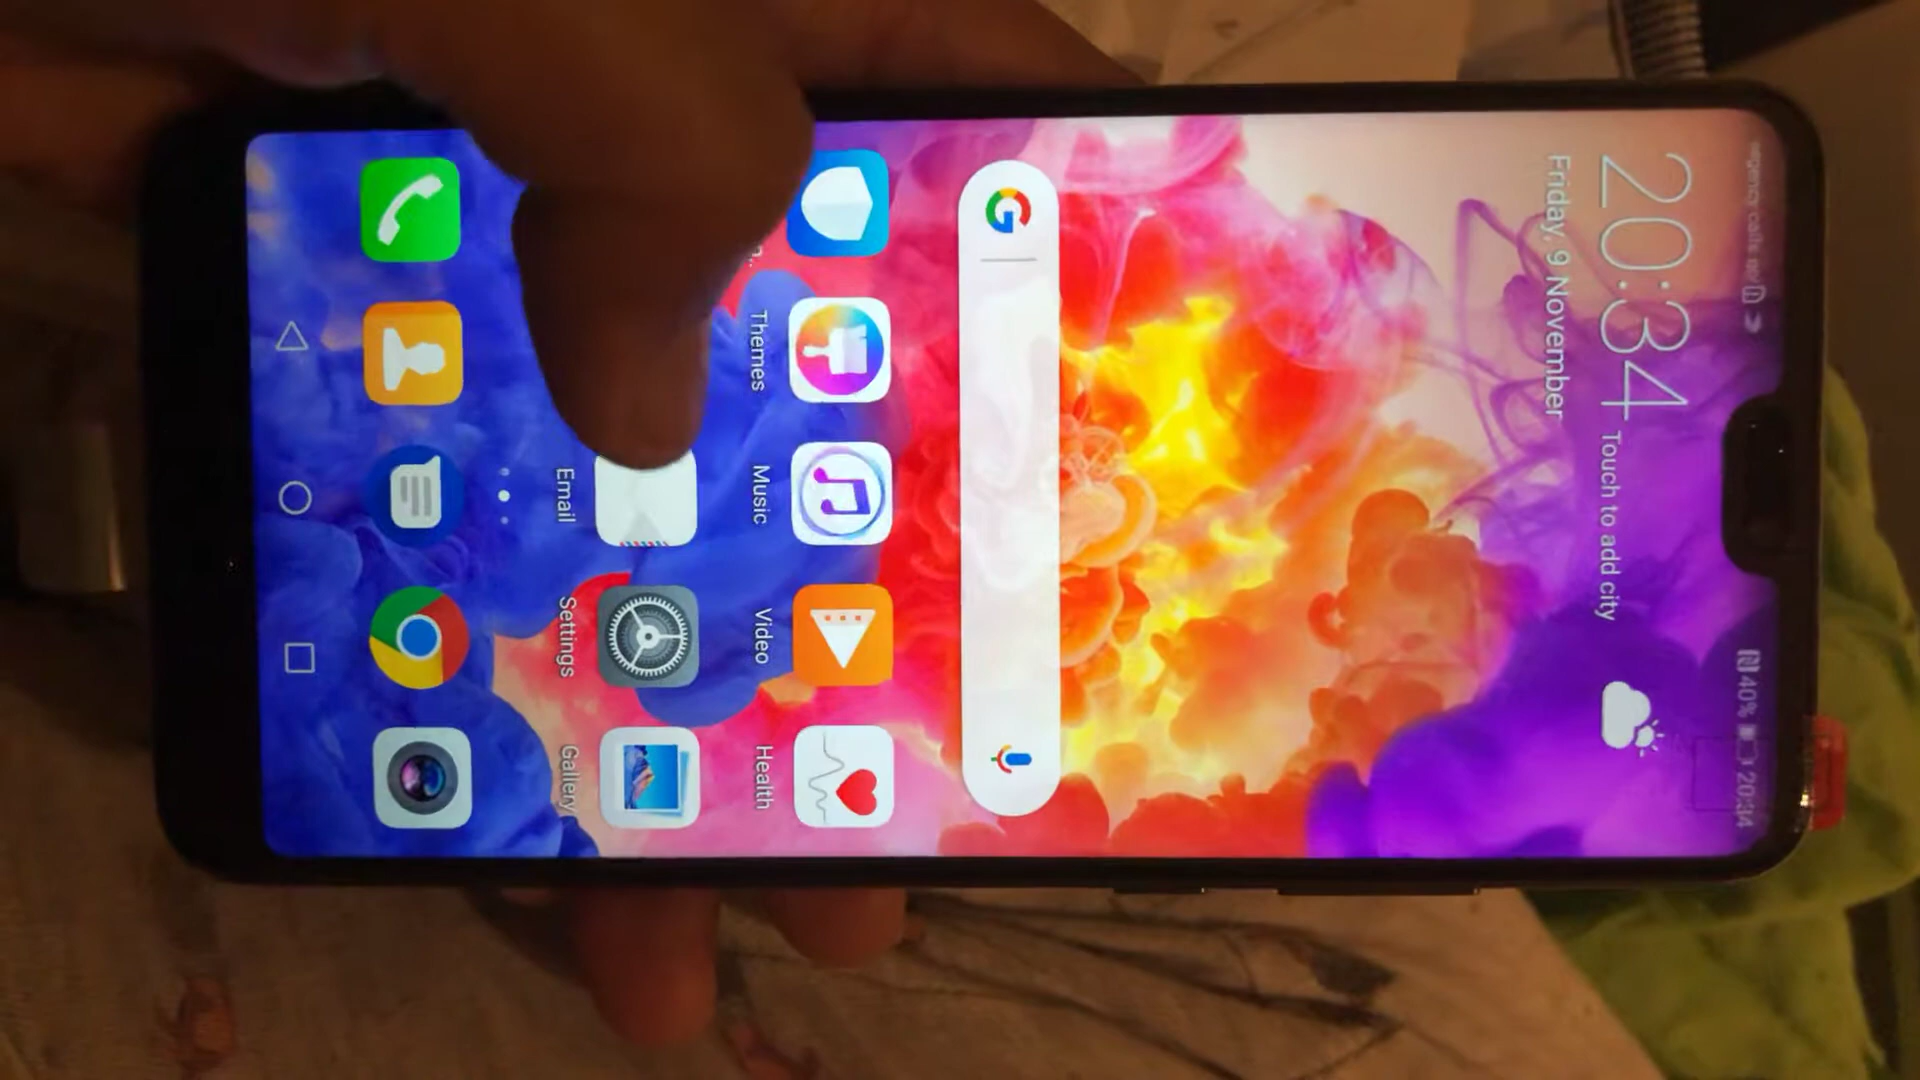 40% 20:34
20:34 Touch to add city
Friday, 9 November
Themes Music Video Health
Email Settings Gallery